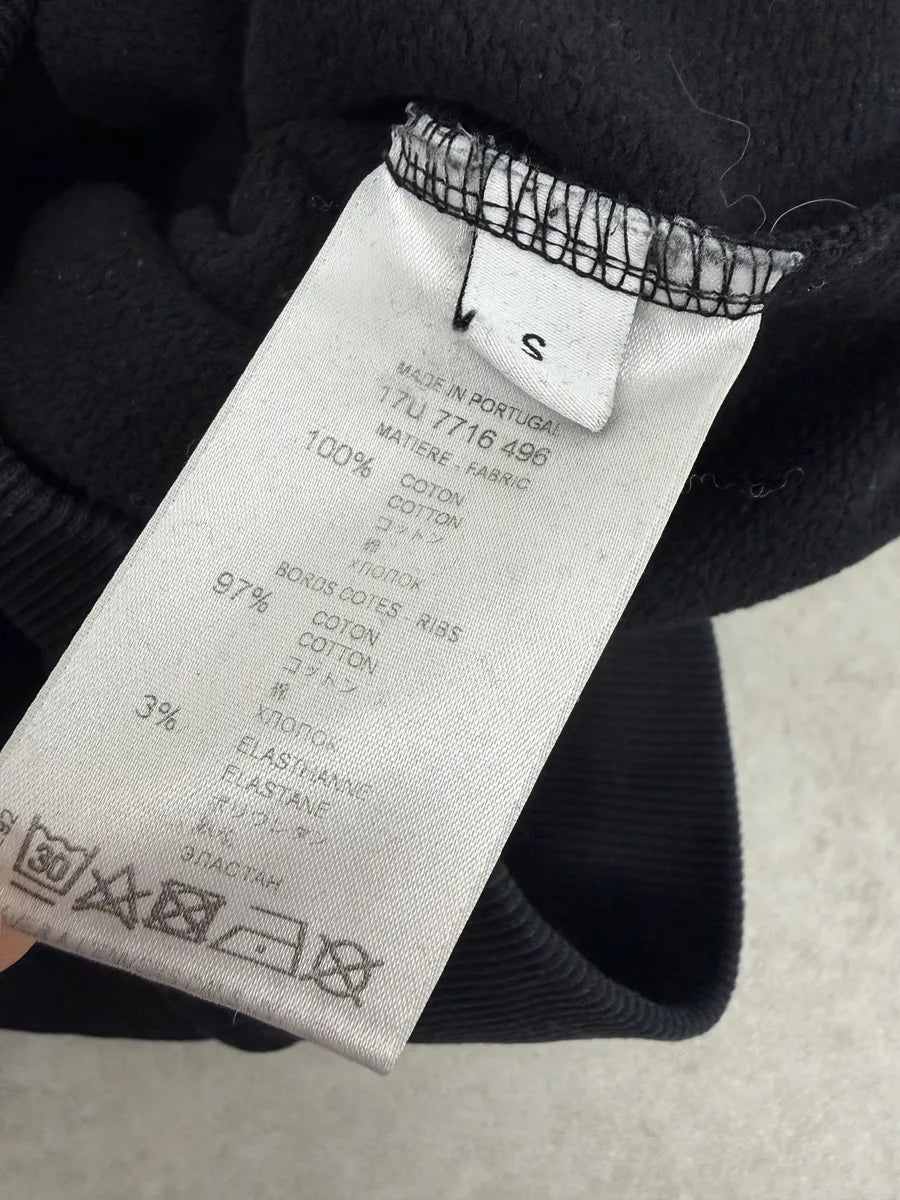 S
MADE IN PORTUGAL
17U 7716 496
MATIERE - FABRIC
100% COTON
COTTON
コットン
綿
ХЛОПОК
BORDS COTES - RIBS
97% COTON
COTTON
コットン
綿
ХЛОПОК
3% ELASTHANNE
ELASTANE
ポリウレタン
ЭЛАСТАН
30